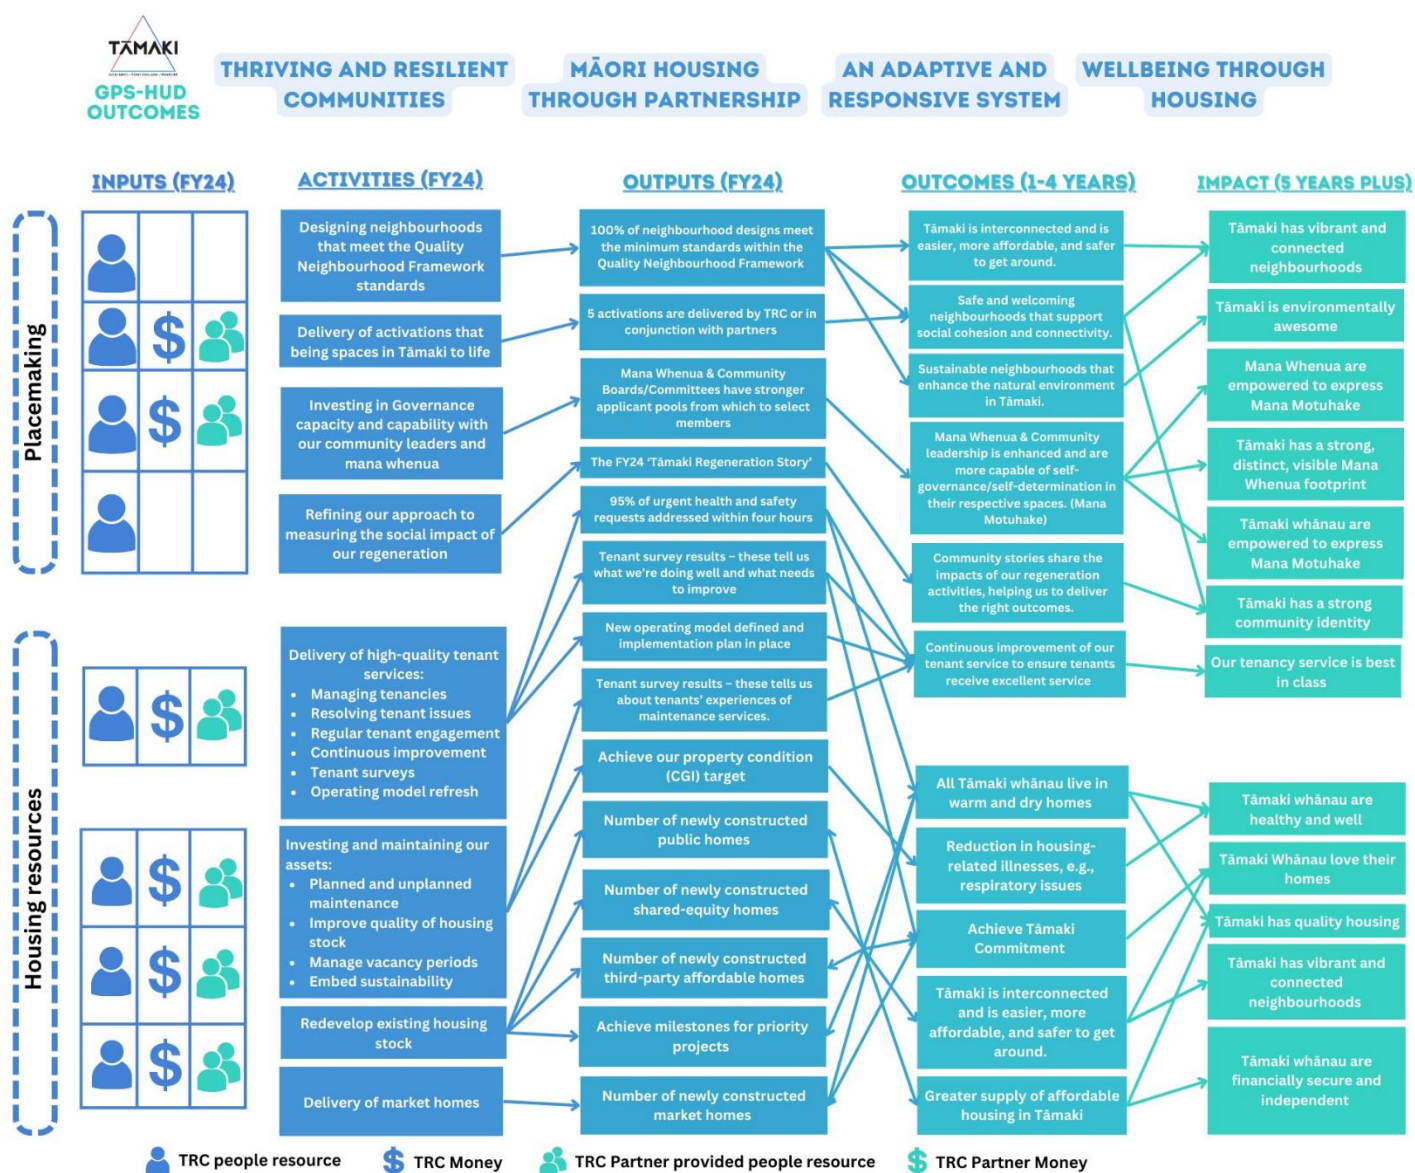 TĀMAKI
GPS-HUD
OUTCOMES
THRIVING AND RESILIENT
COMMUNITIES
MĀORI HOUSING
THROUGH PARTNERSHIP
AN ADAPTIVE AND
RESPONSIVE SYSTEM
WELLBEING THROUGH
HOUSING
INPUTS (FY24)
ACTIVITIES (FY24)
OUTPUTS (FY24)
OUTCOMES (1-4 YEARS)
IMPACT (5 YEARS PLUS)
Placemaking
Designing neighbourhoods
that meet the Quality
Neighbourhood Framework
standards
Delivery of activations that
being spaces in Tāmaki to life
Investing in Governance
capacity and capability with
our community leaders and
mana whenua
Refining our approach to
measuring the social impact of
our regeneration
Housing resources
Delivery of high-quality tenant
services:
• Managing tenancies
• Resolving tenant issues
• Regular tenant engagement
• Continuous improvement
• Tenant surveys
• Operating model refresh
Investing and maintaining our
assets:
• Planned and unplanned
maintenance
• Improve quality of housing
stock
• Manage vacancy periods
• Embed sustainability
Redevelop existing housing
stock
Delivery of market homes
100% of neighbourhood designs meet
the minimum standards within the
Quality Neighbourhood Framework
5 activations are delivered by TRC or in
conjunction with partners
Mana Whenua & Community
Boards/Committees have stronger
applicant pools from which to select
members
The FY24 ‘Tāmaki Regeneration Story’
95% of urgent health and safety
requests addressed within four hours
Tenant survey results – these tell us
what we're doing well and what needs
to improve
New operating model defined and
implementation plan in place
Tenant survey results – these tells us
about tenants' experiences of
maintenance services.
Achieve our property condition
(CGI) target
Number of newly constructed
public homes
Number of newly constructed
shared-equity homes
Number of newly constructed
third-party affordable homes
Achieve milestones for priority
projects
Number of newly constructed
market homes
Tāmaki is interconnected and is
easier, more affordable, and safer
to get around.
Safe and welcoming
neighbourhoods that support
social cohesion and connectivity.
Sustainable neighbourhoods that
enhance the natural environment
in Tāmaki.
Mana Whenua & Community
leadership is enhanced and are
more capable of self-
governance/self-determination in
their respective spaces. (Mana
Motuhake)
Community stories share the
impacts of our regeneration
activities, helping us to deliver
the right outcomes.
Continuous improvement of our
tenant service to ensure tenants
receive excellent service
All Tāmaki whānau live in
warm and dry homes
Reduction in housing-
related illnesses, e.g.,
respiratory issues
Achieve Tāmaki
Commitment
Tāmaki is interconnected
and is easier, more
affordable, and safer to get
around.
Greater supply of affordable
housing in Tāmaki
Tāmaki has vibrant and
connected
neighbourhoods
Tāmaki is environmentally
awesome
Mana Whenua are
empowered to express
Mana Motuhake
Tāmaki has a strong,
distinct, visible Mana
Whenua footprint
Tāmaki whānau are
empowered to express
Mana Motuhake
Tāmaki has a strong
community identity
Our tenancy service is best
in class
Tāmaki whānau are
healthy and well
Tāmaki Whānau love their
homes
Tāmaki has quality housing
Tāmaki has vibrant and
connected
neighbourhoods
Tāmaki whānau are
financially secure and
independent
TRC people resource
$ TRC Money
TRC Partner provided people resource
$ TRC Partner Money